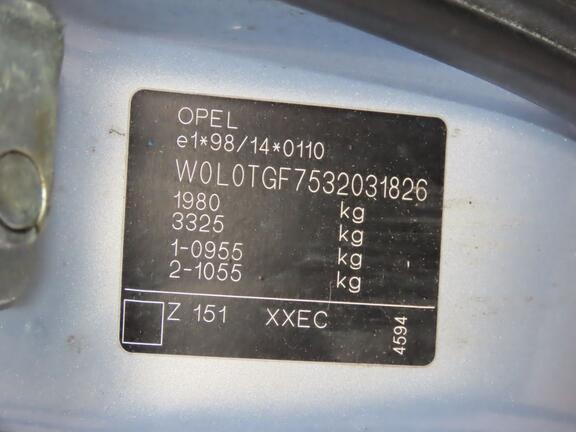 OPEL
e1*98/14*0110
W0L0TGF7532031826
1980 kg
3325 kg
1-0955 kg
2-1055 kg
Z 151 XXEC 4594